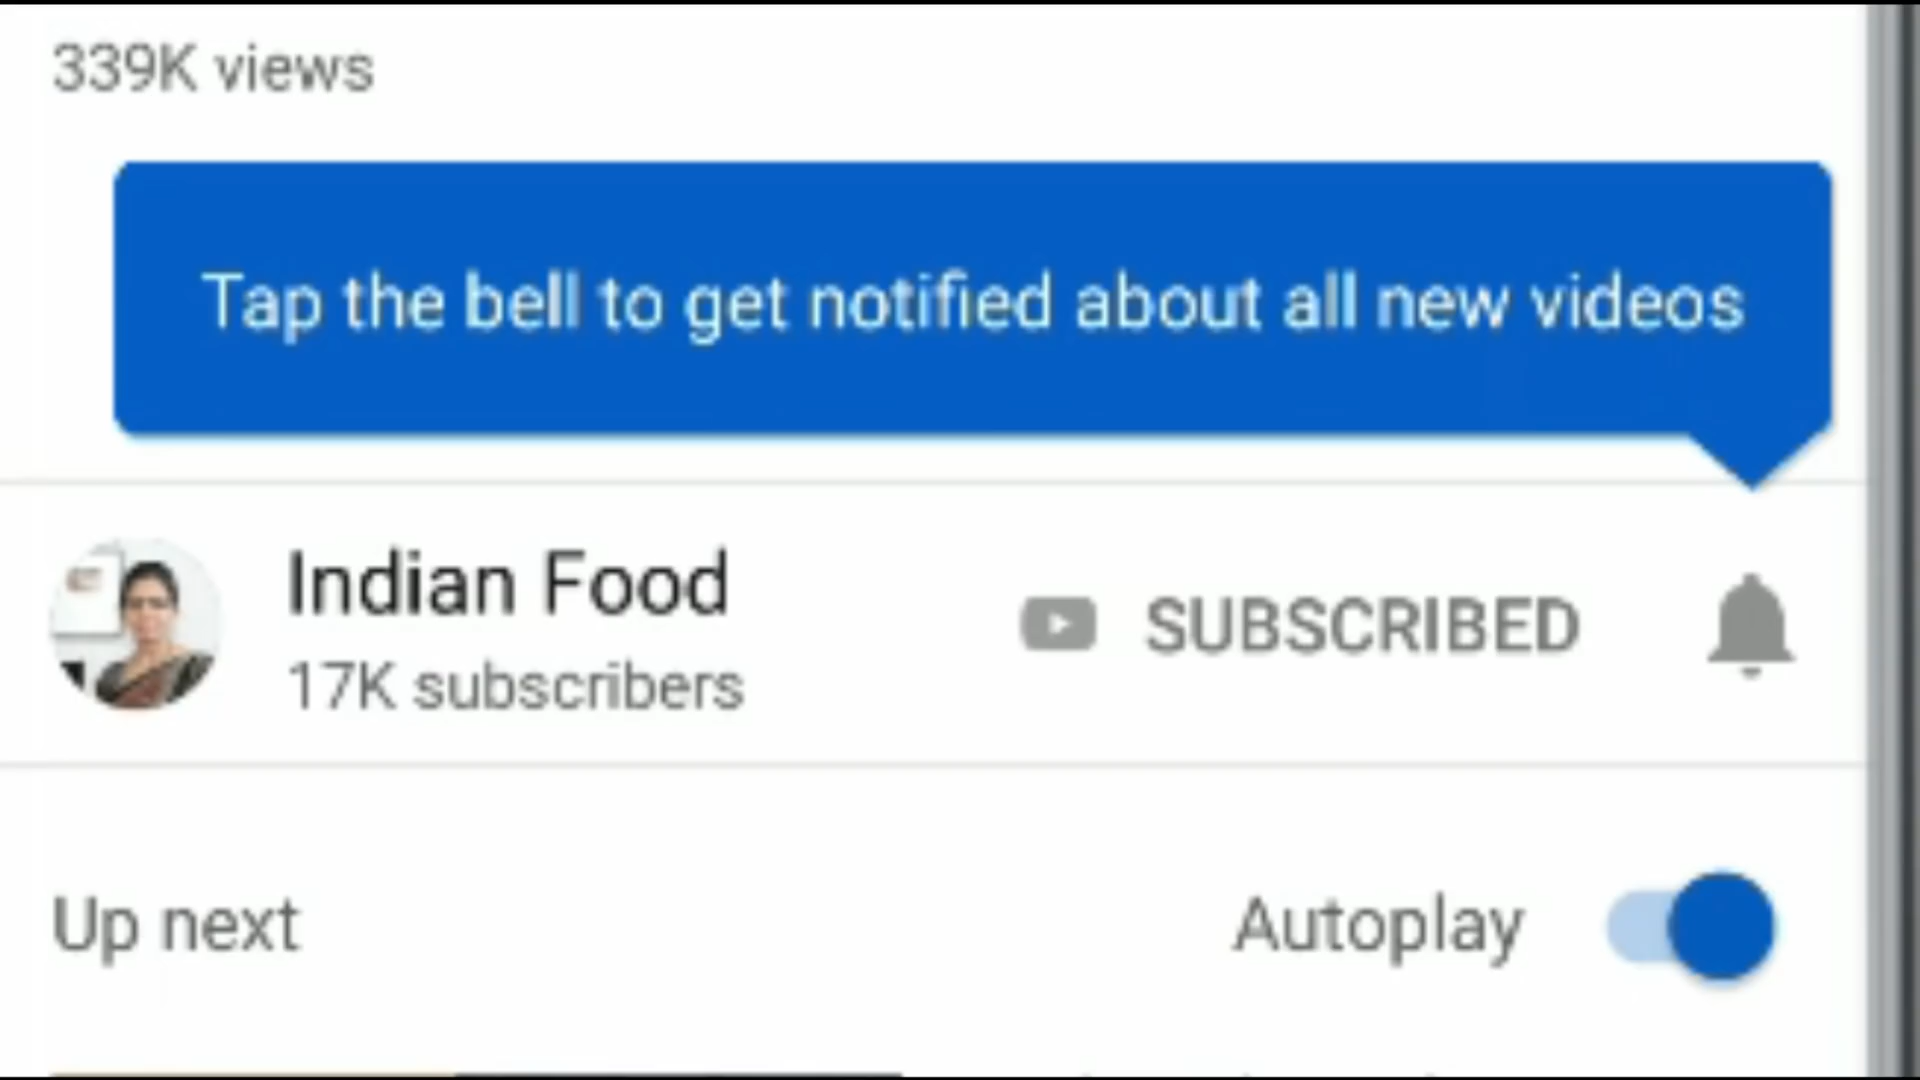 339K views
Tap the bell to get notified about all new videos
Indian Food
SUBSCRIBED
17K subscribers
Up next
Autoplay